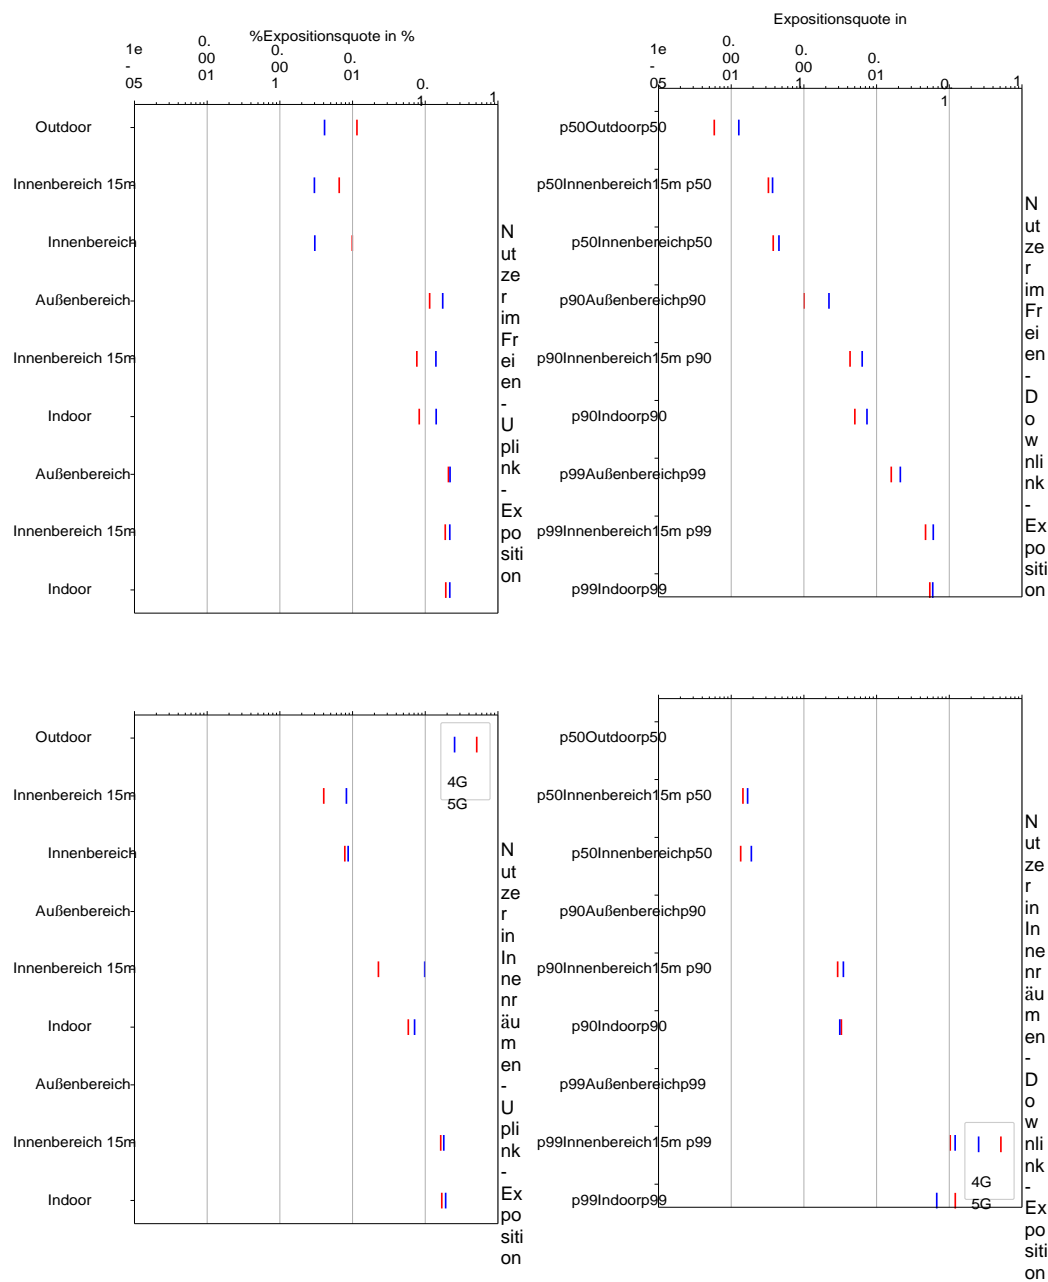 Expositionsquote in
%Expositionsquote in %
1e
-
05
0.
00
01
0.
00
1
0.
01
0.
1
1
1e
-
05
0.
00
01
0.
00
1
0.
01
0.
1
1
Outdoor
Innenbereich 15m
Innenbereich
Außenbereich
Innenbereich 15m
Indoor
Außenbereich
Innenbereich 15m
Indoor
N
ut
ze
r
im
Fr
ei
en
-
U
pli
nk
-
Ex
po
siti
on
p50Outdoorp50
p50Innenbereich15m p50
p50Innenbereichp50
p90Außenbereichp90
p90Innenbereich15m p90
p90Indoorp90
p99Außenbereichp99
p99Innenbereich15m p99
p99Indoorp99
N
ut
ze
r
im
Fr
ei
en
-
D
o
w
nli
nk
-
Ex
po
siti
on
Outdoor
Innenbereich 15m
Innenbereich
Außenbereich
Innenbereich 15m
Indoor
Außenbereich
Innenbereich 15m
Indoor
4G
5G
N
ut
ze
r
in
In
ne
nr
äu
m
en
-
U
pli
nk
-
Ex
po
siti
on
p50Outdoorp50
p50Innenbereich15m p50
p50Innenbereichp50
p90Außenbereichp90
p90Innenbereich15m p90
p90Indoorp90
p99Außenbereichp99
p99Innenbereich15m p99
p99Indoorp99
4G
5G
N
ut
ze
r
in
In
ne
nr
äu
m
en
-
D
o
w
nli
nk
-
Ex
po
siti
on